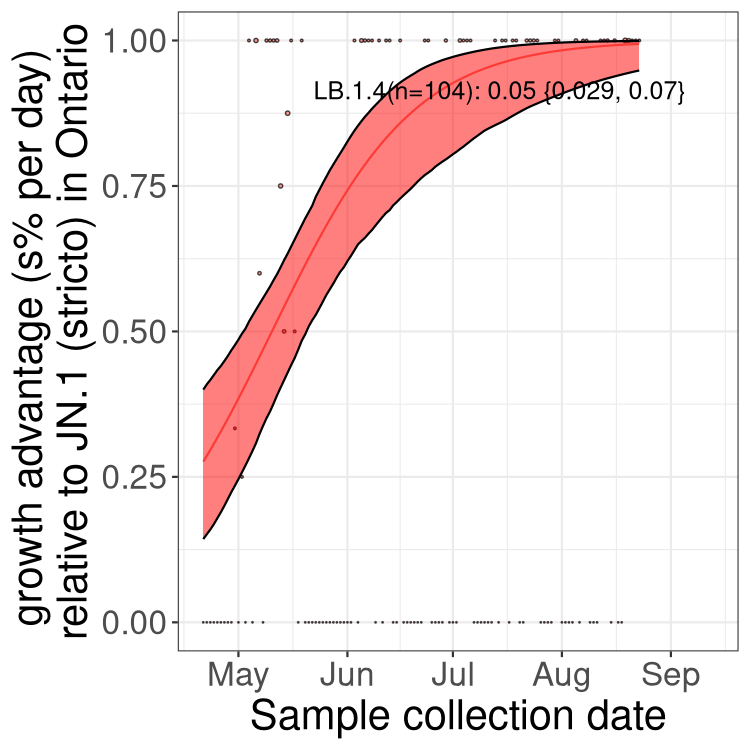 growth advantage (s% per day)
relative to JN.1 (stricto) in Ontario
1.00
0.75
0.50
0.25
0.00
LB.1.4(n=104): 0.05 {0.029, 0.07}
May Jun Jul Aug Sep
Sample collection date